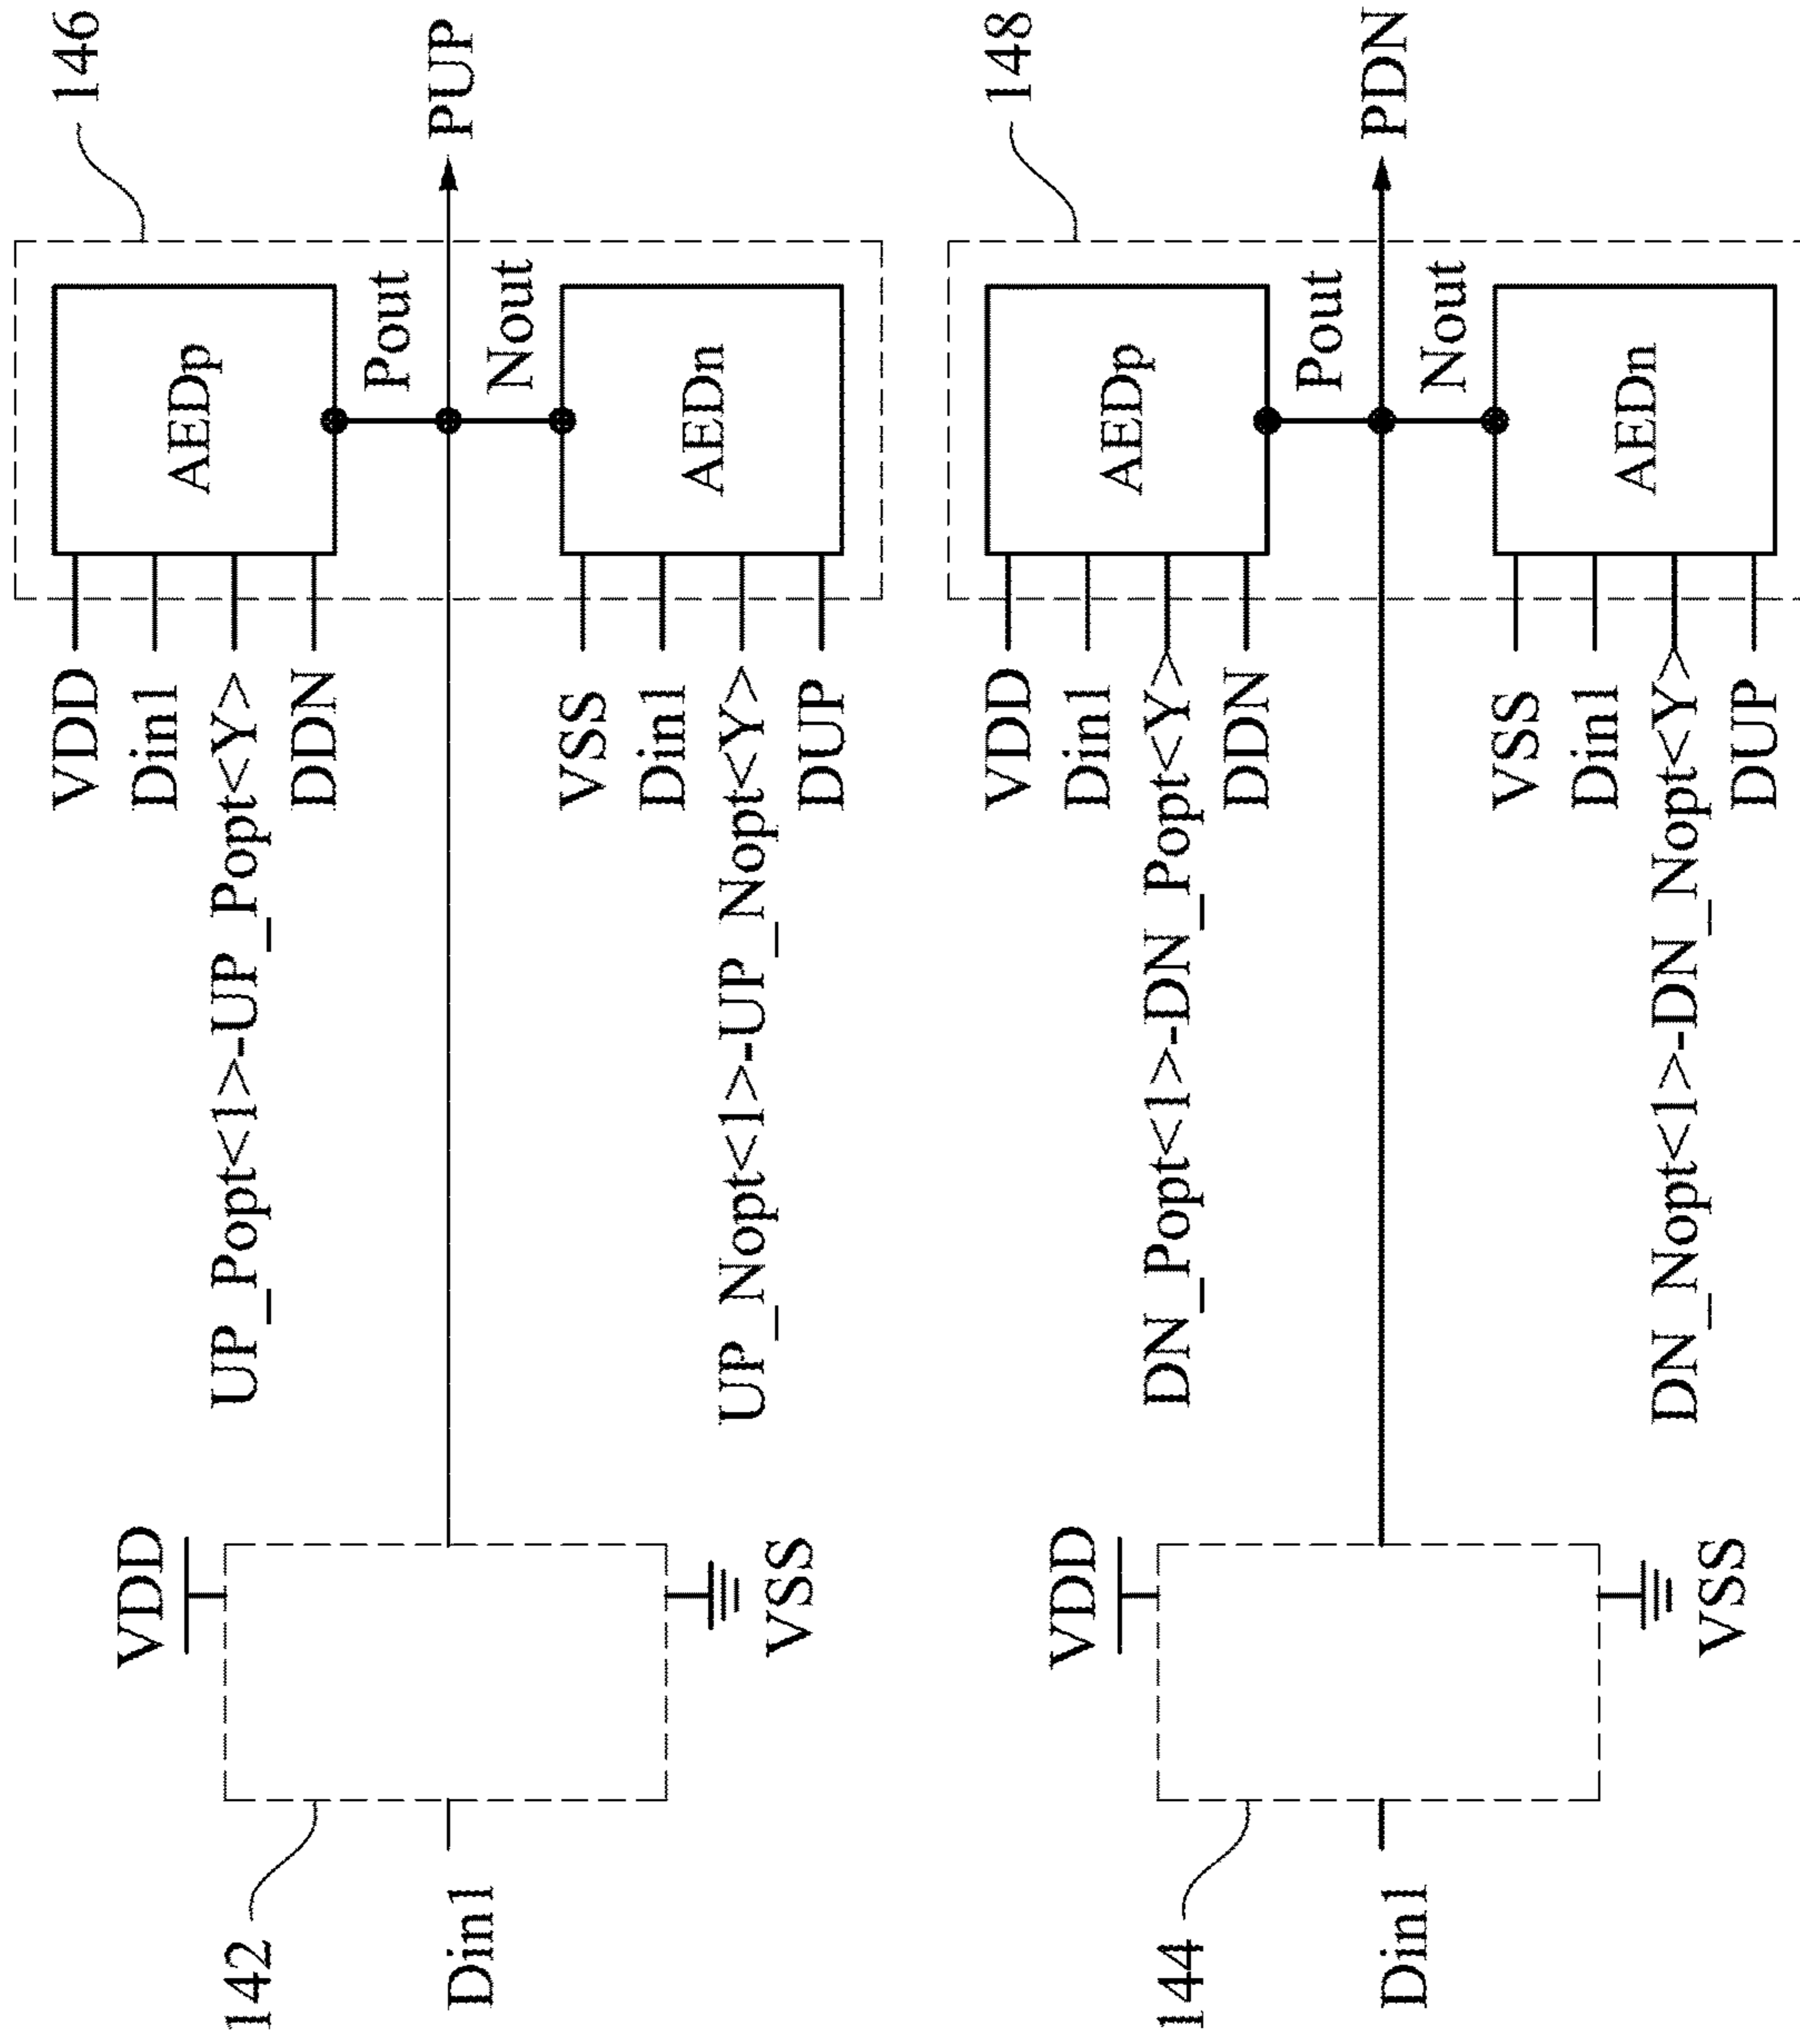 142
Din1
VDD
VSS
VDD
Din1
UP_Popt<1>-UP_Popt<Y>
DDN
AEDp
146
Pout
PUP
Nout
VSS
Din1
UP_Nopt<1>-UP_Nopt<Y>
DUP
AEDn
144
Din1
VDD
VSS
VDD
Din1
DN_Popt<1>-DN_Popt<Y>
DDN
AEDp
148
Pout
PDN
Nout
VSS
Din1
DN_Nopt<1>-DN_Nopt<Y>
DUP
AEDn